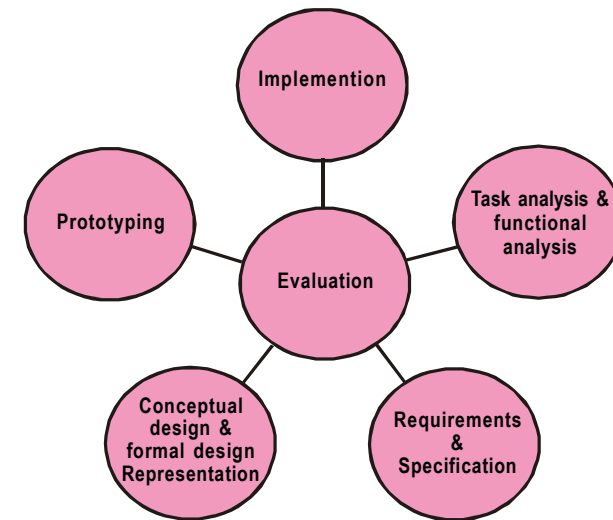 Implemention
Task analysis &
functional
analysis
Prototyping
Evaluation
Conceptual
design &
formal design
Representation
Requirements
&
Specification